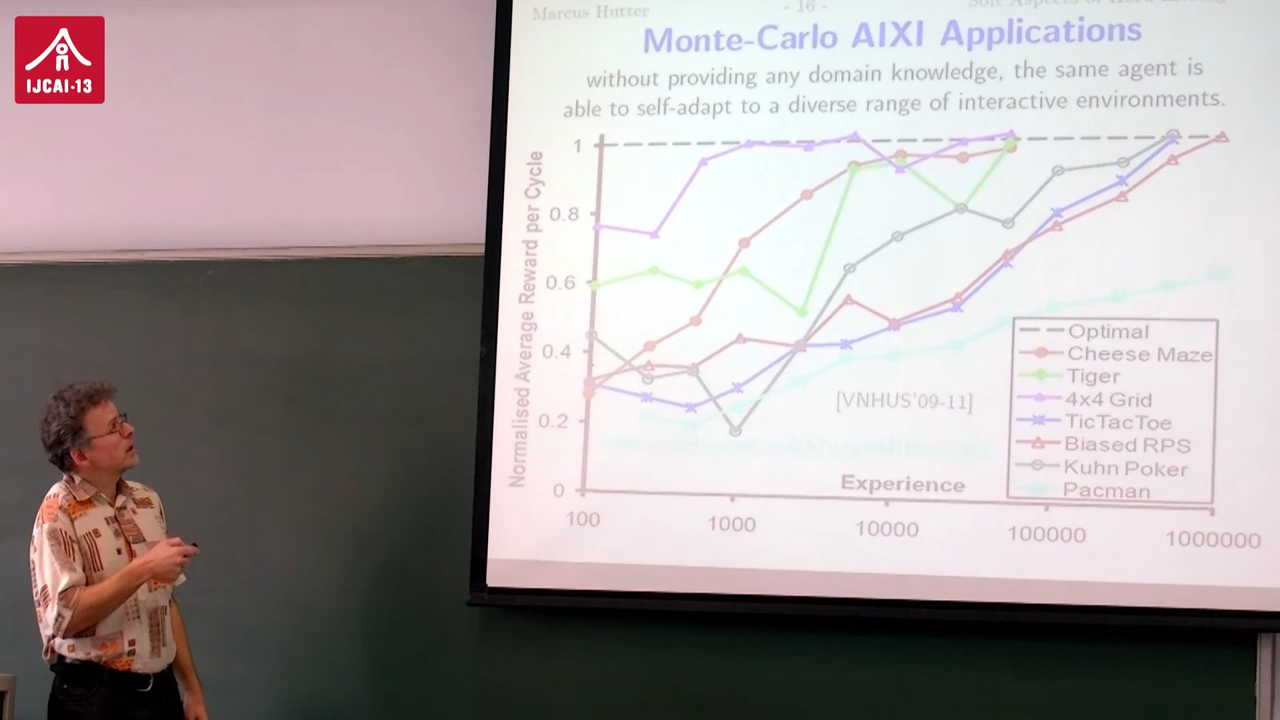 IJCAI-13
Marcus Hutter
- 16 -
Monte-Carlo AIXI Applications
without providing any domain knowledge, the same agent is
able to self-adapt to a diverse range of interactive environments.
Normalised Average Reward per Cycle
1
0.8
0.6
0.4
0.2
0
Optimal
Cheese Maze
Tiger
4x4 Grid
TicTacToe
Biased RPS
Kuhn Poker
Pacman
[VNHUS'09-11]
Experience
100
1000
10000
100000
1000000